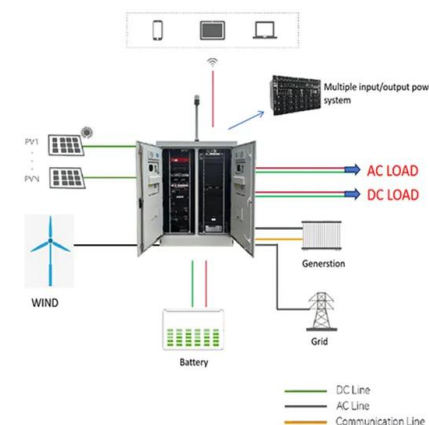 Multiple input/output pow
system
PV1
PVN
AC LOAD
DC LOAD
WIND
Generstion
Grid
Battery
DC Line
AC Line
Communication Line